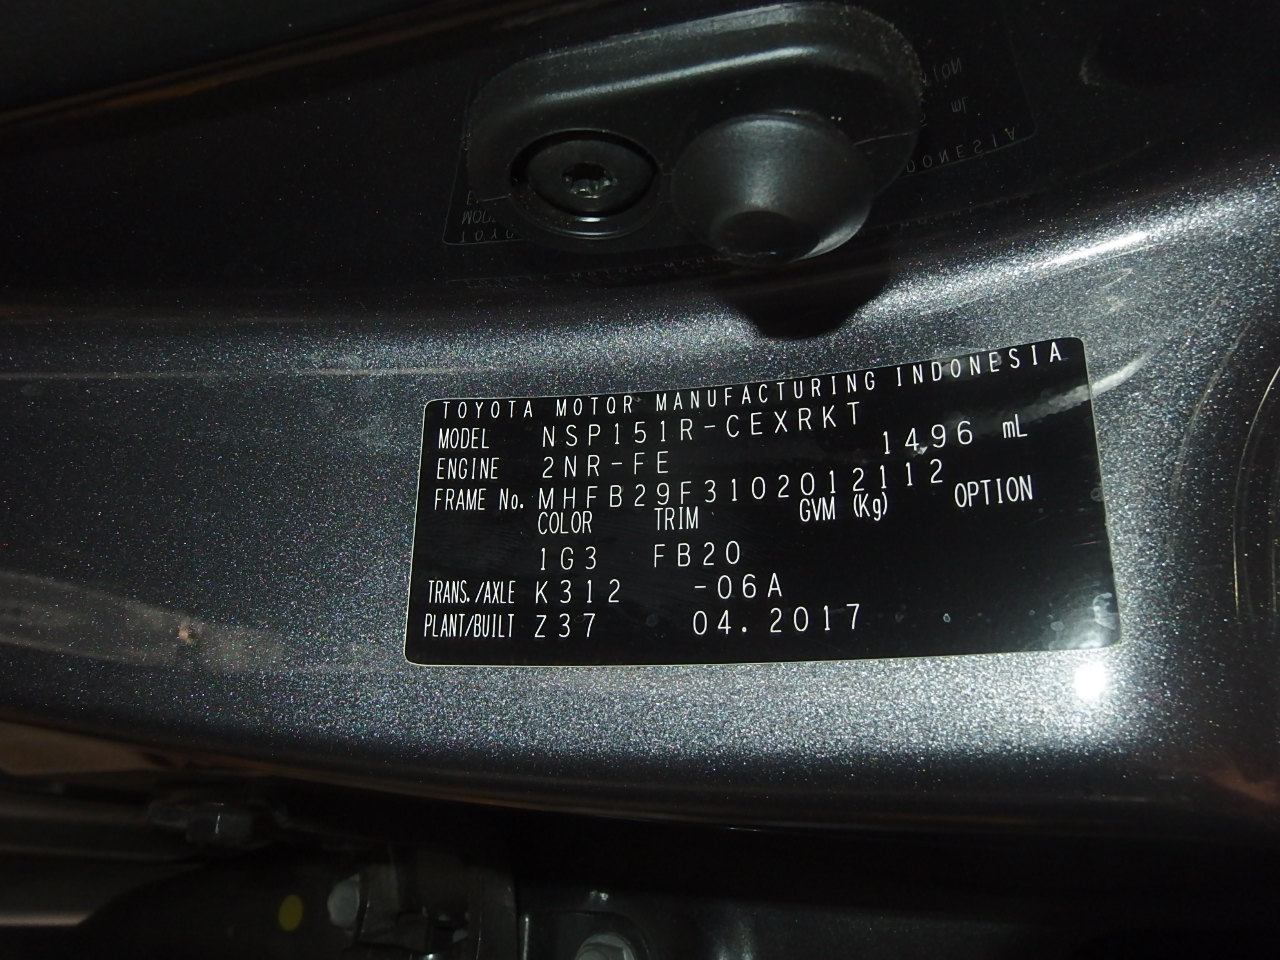 TOYOTA MOTOR MANUFACTURING INDONESIA
MODEL NSP151R-CEXRKT
ENGINE 2NR-FE 1496 mL
FRAME No. MHFB29F3102012112
COLOR TRIM GVM (Kg) OPTION
1G3 FB20
TRANS./AXLE K312 -06A
PLANT/BUILT Z37 04.2017